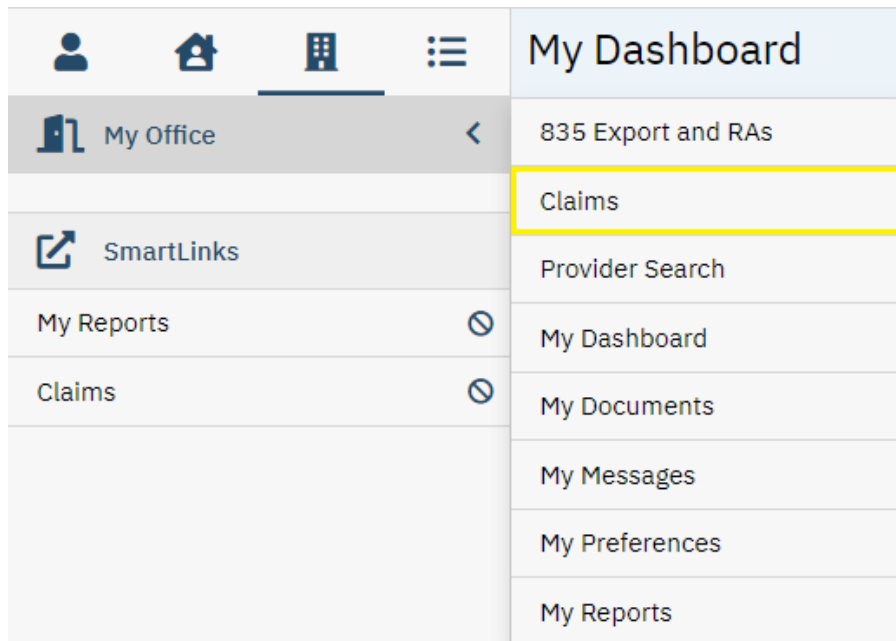 My Office
SmartLinks
My Reports
Claims
My Dashboard
835 Export and RAs
Claims
Provider Search
My Dashboard
My Documents
My Messages
My Preferences
My Reports